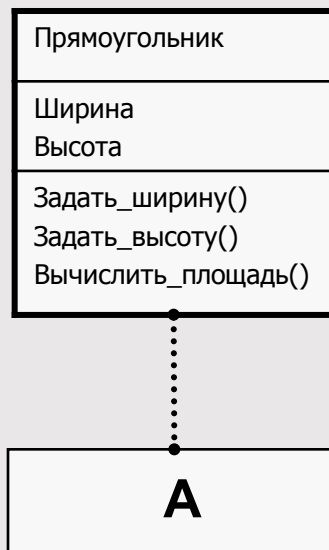 Прямоугольник
Ширина
Высота
Задать_ширину()
Задать_высоту()
Вычислить_площадь()
A